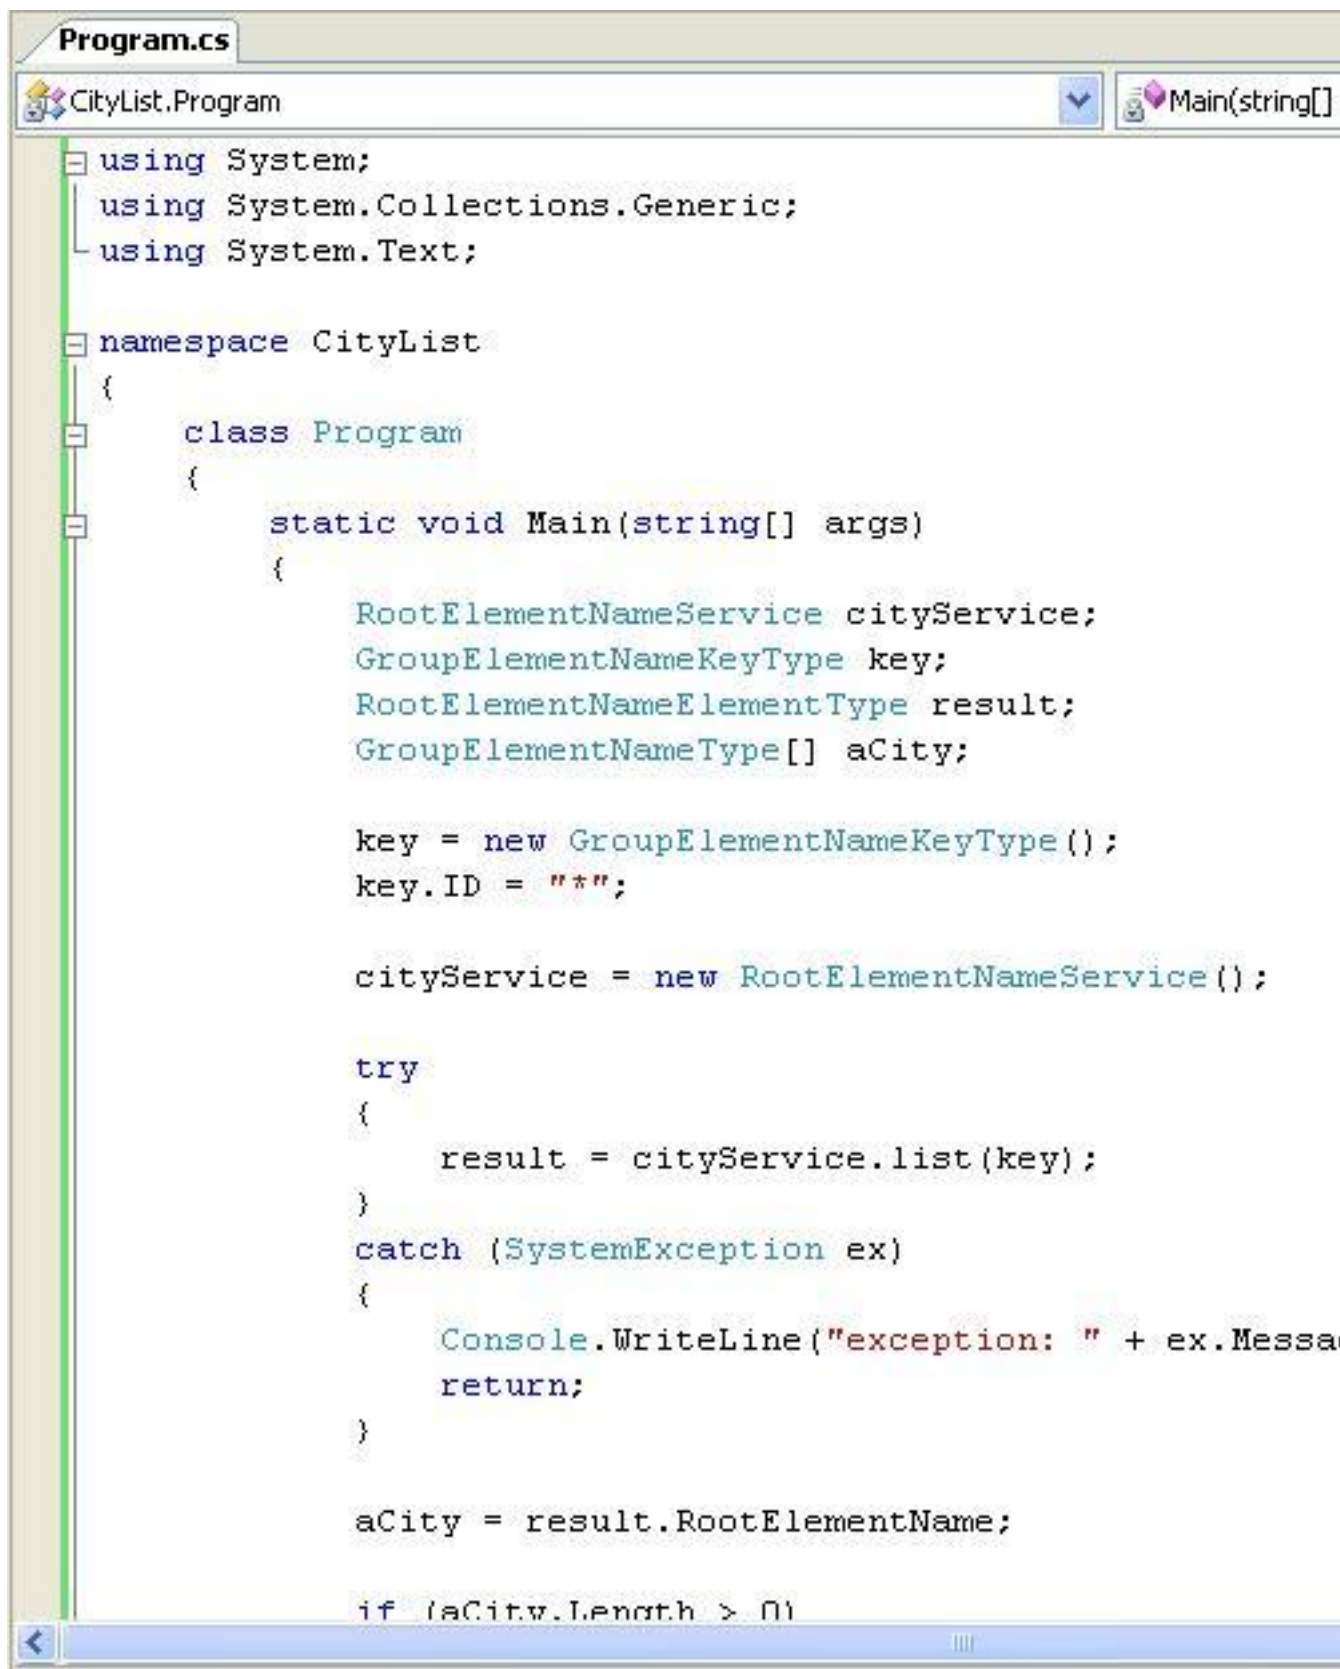 Program.cs
CityList.Program Main(string[]
using System;
using System.Collections.Generic;
using System.Text;
namespace CityList
{
class Program
{
static void Main(string[] args)
{
RootElementNameService cityService;
GroupElementNameKeyType key;
RootElementNameElementType result;
GroupElementNameType[] aCity;
key = new GroupElementNameKeyType();
key.ID = "*";
cityService = new RootElementNameService();
try
{
result = cityService.list(key);
}
catch (SystemException ex)
{
Console.WriteLine("exception: " + ex.Messa
return;
}
aCity = result.RootElementName;
if (aCity.Length > 0)